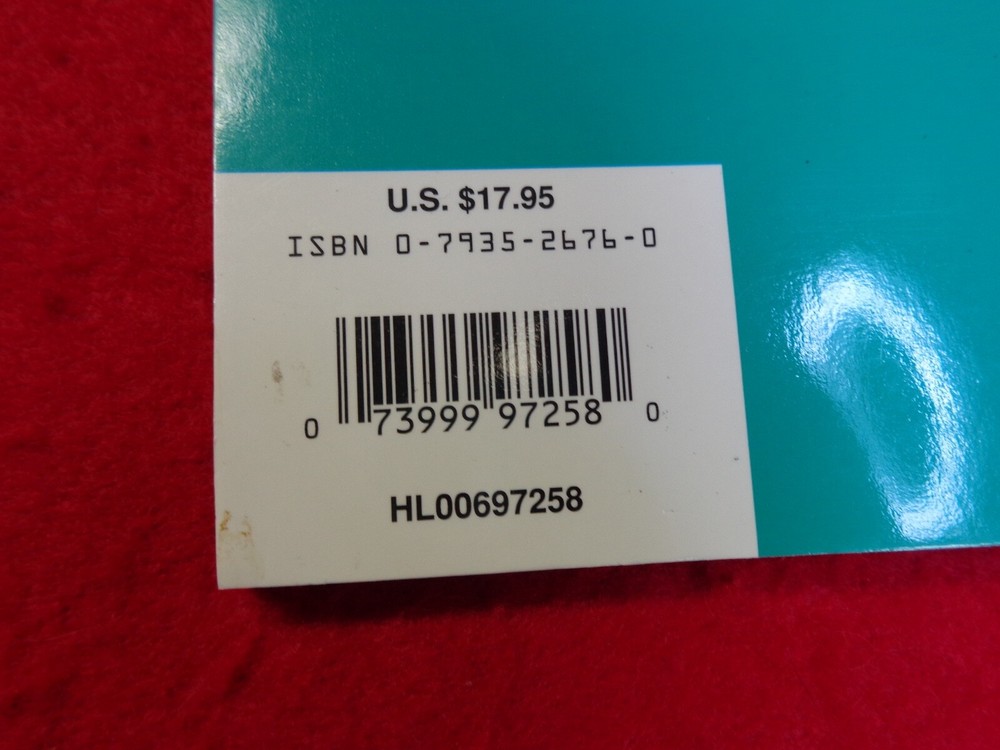 U.S. $17.95
ISBN 0-7935-2676-0
0 73999 97258 0
HL00697258